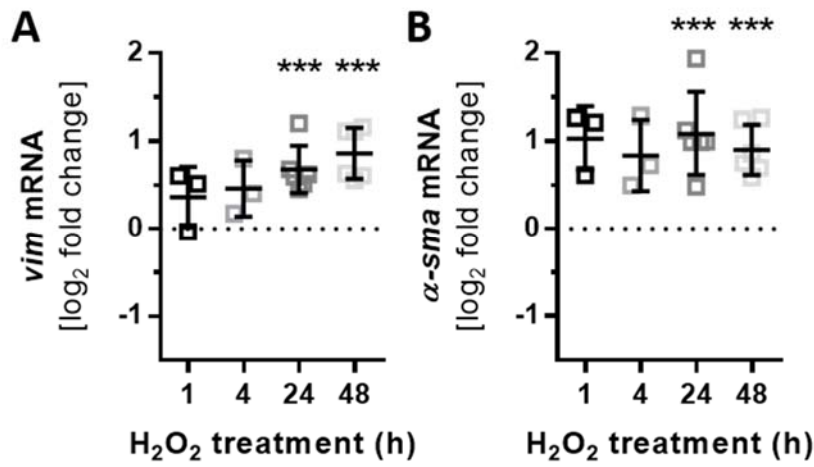 A
vim mRNA
[log₂ fold change]
2
1
0
-1
*** ***
1 4 24 48
H₂O₂ treatment (h)
B
α-sma mRNA
[log₂ fold change]
2
1
0
-1
*** ***
1 4 24 48
H₂O₂ treatment (h)